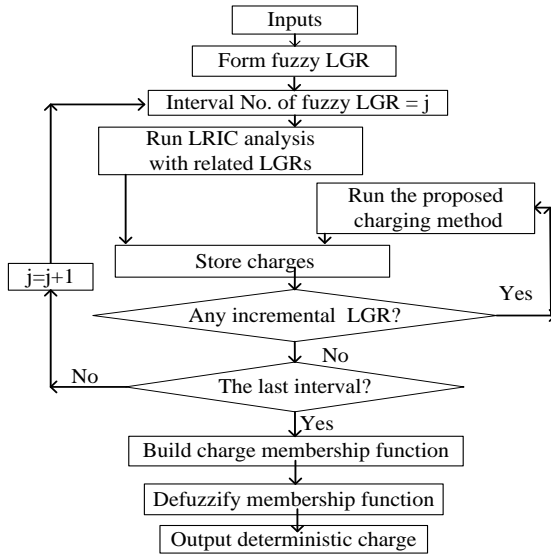 Inputs
Form fuzzy LGR
Interval No. of fuzzy LGR = j
Run LRIC analysis
with related LGRs
Run the proposed
charging method
Store charges
j=j+1
Yes
Any incremental LGR?
No
No
The last interval?
Yes
Build charge membership function
Defuzzify membership function
Output deterministic charge